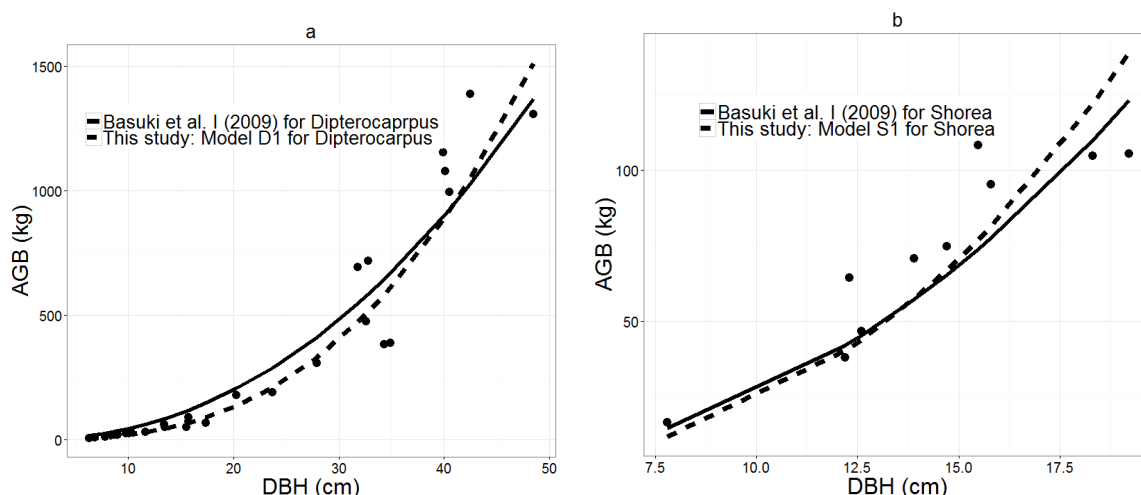 a
1500
1000
500
0
AGB (kg)
Basuki et al. I (2009) for Dipterocaprpus
This study: Model D1 for Dipterocarpus
10
20
30
40
50
DBH (cm)
b
100
50
AGB (kg)
Basuki et al. I (2009) for Shorea
This study: Model S1 for Shorea
7.5
10.0
12.5
15.0
17.5
DBH (cm)